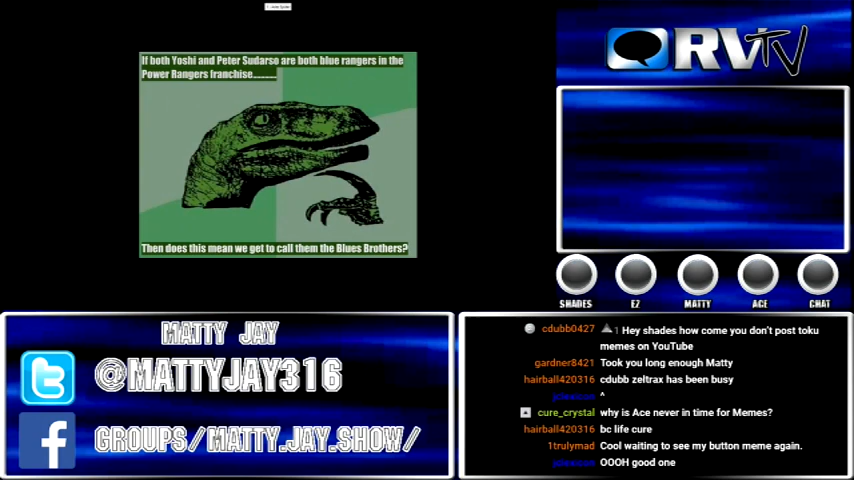 If both Yoshi and Peter Sudarso are both blue rangers in the
Power Rangers franchise...........
Then does this mean we get to call them the Blues Brothers?
RVTV
SHADES
EZ
MATTY
ACE
CHAT
MATTY JAY
@MATTYJAY316
GROUPS/MATTY.JAY.SHOW/
cdubb0427 1 Hey shades how come you don't post toku
memes on YouTube
gardner8421 Took you long enough Matty
hairball420316 cdubb zeltrax has been busy
^
cure_crystal why is Ace never in time for Memes?
hairball420316 bc life cure
1trulymad Cool waiting to see my button meme again.
OOOH good one